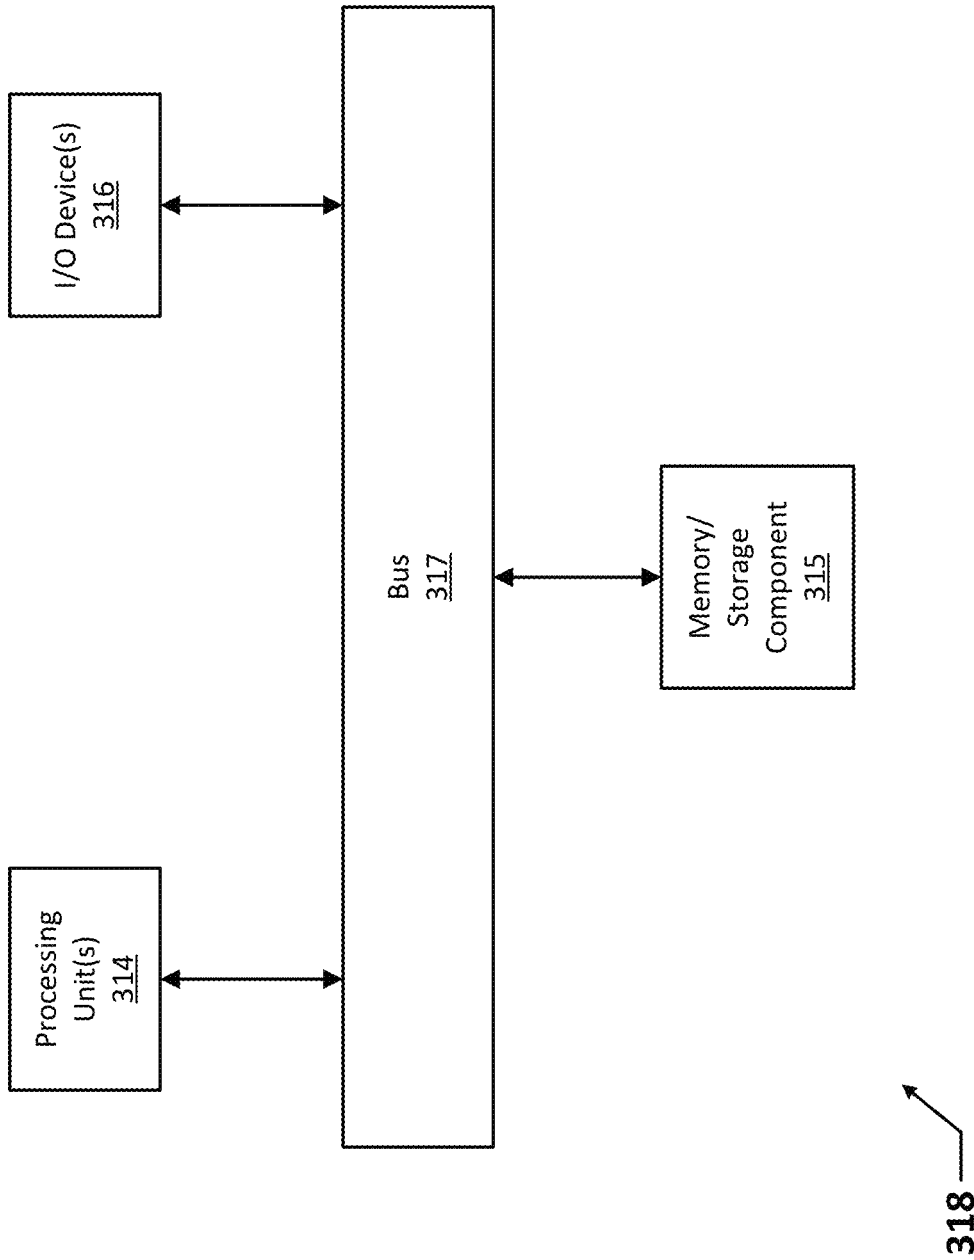 Processing
Unit(s)
314
I/O Device(s)
316
Bus
317
Memory/
Storage
Component
315
318